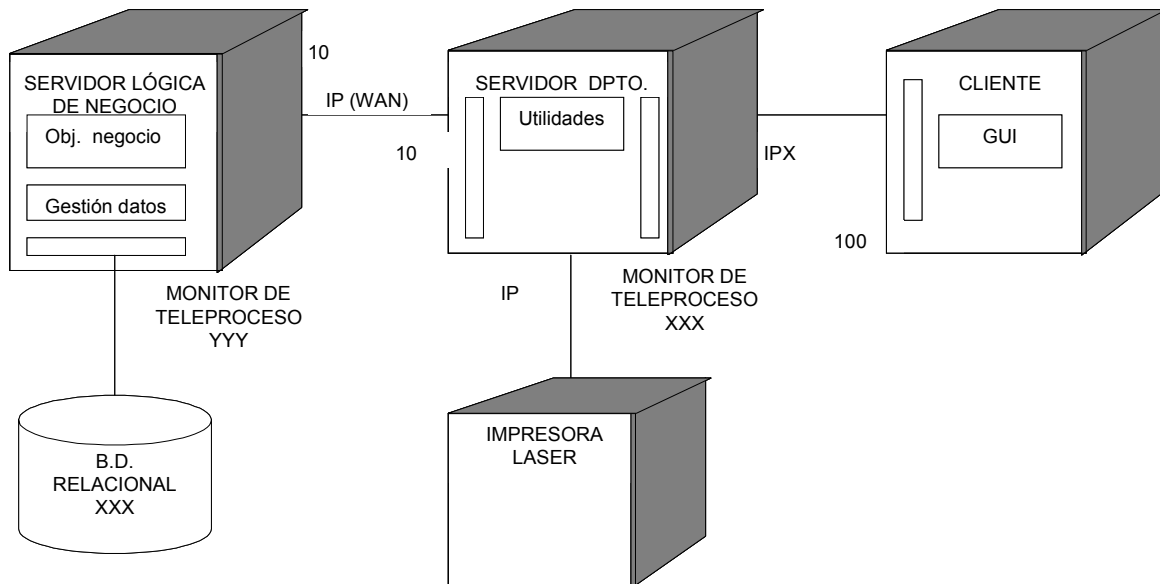 SERVIDOR LÓGICA
DE NEGOCIO
Obj. negocio
Gestión datos
10
IP (WAN)
10
SERVIDOR DPTO.
Utilidades
IPX
100
CLIENTE
GUI
MONITOR DE
TELEPROCESO
YYY
IP
MONITOR DE
TELEPROCESO
XXX
B.D.
RELACIONAL
XXX
IMPRESORA
LASER